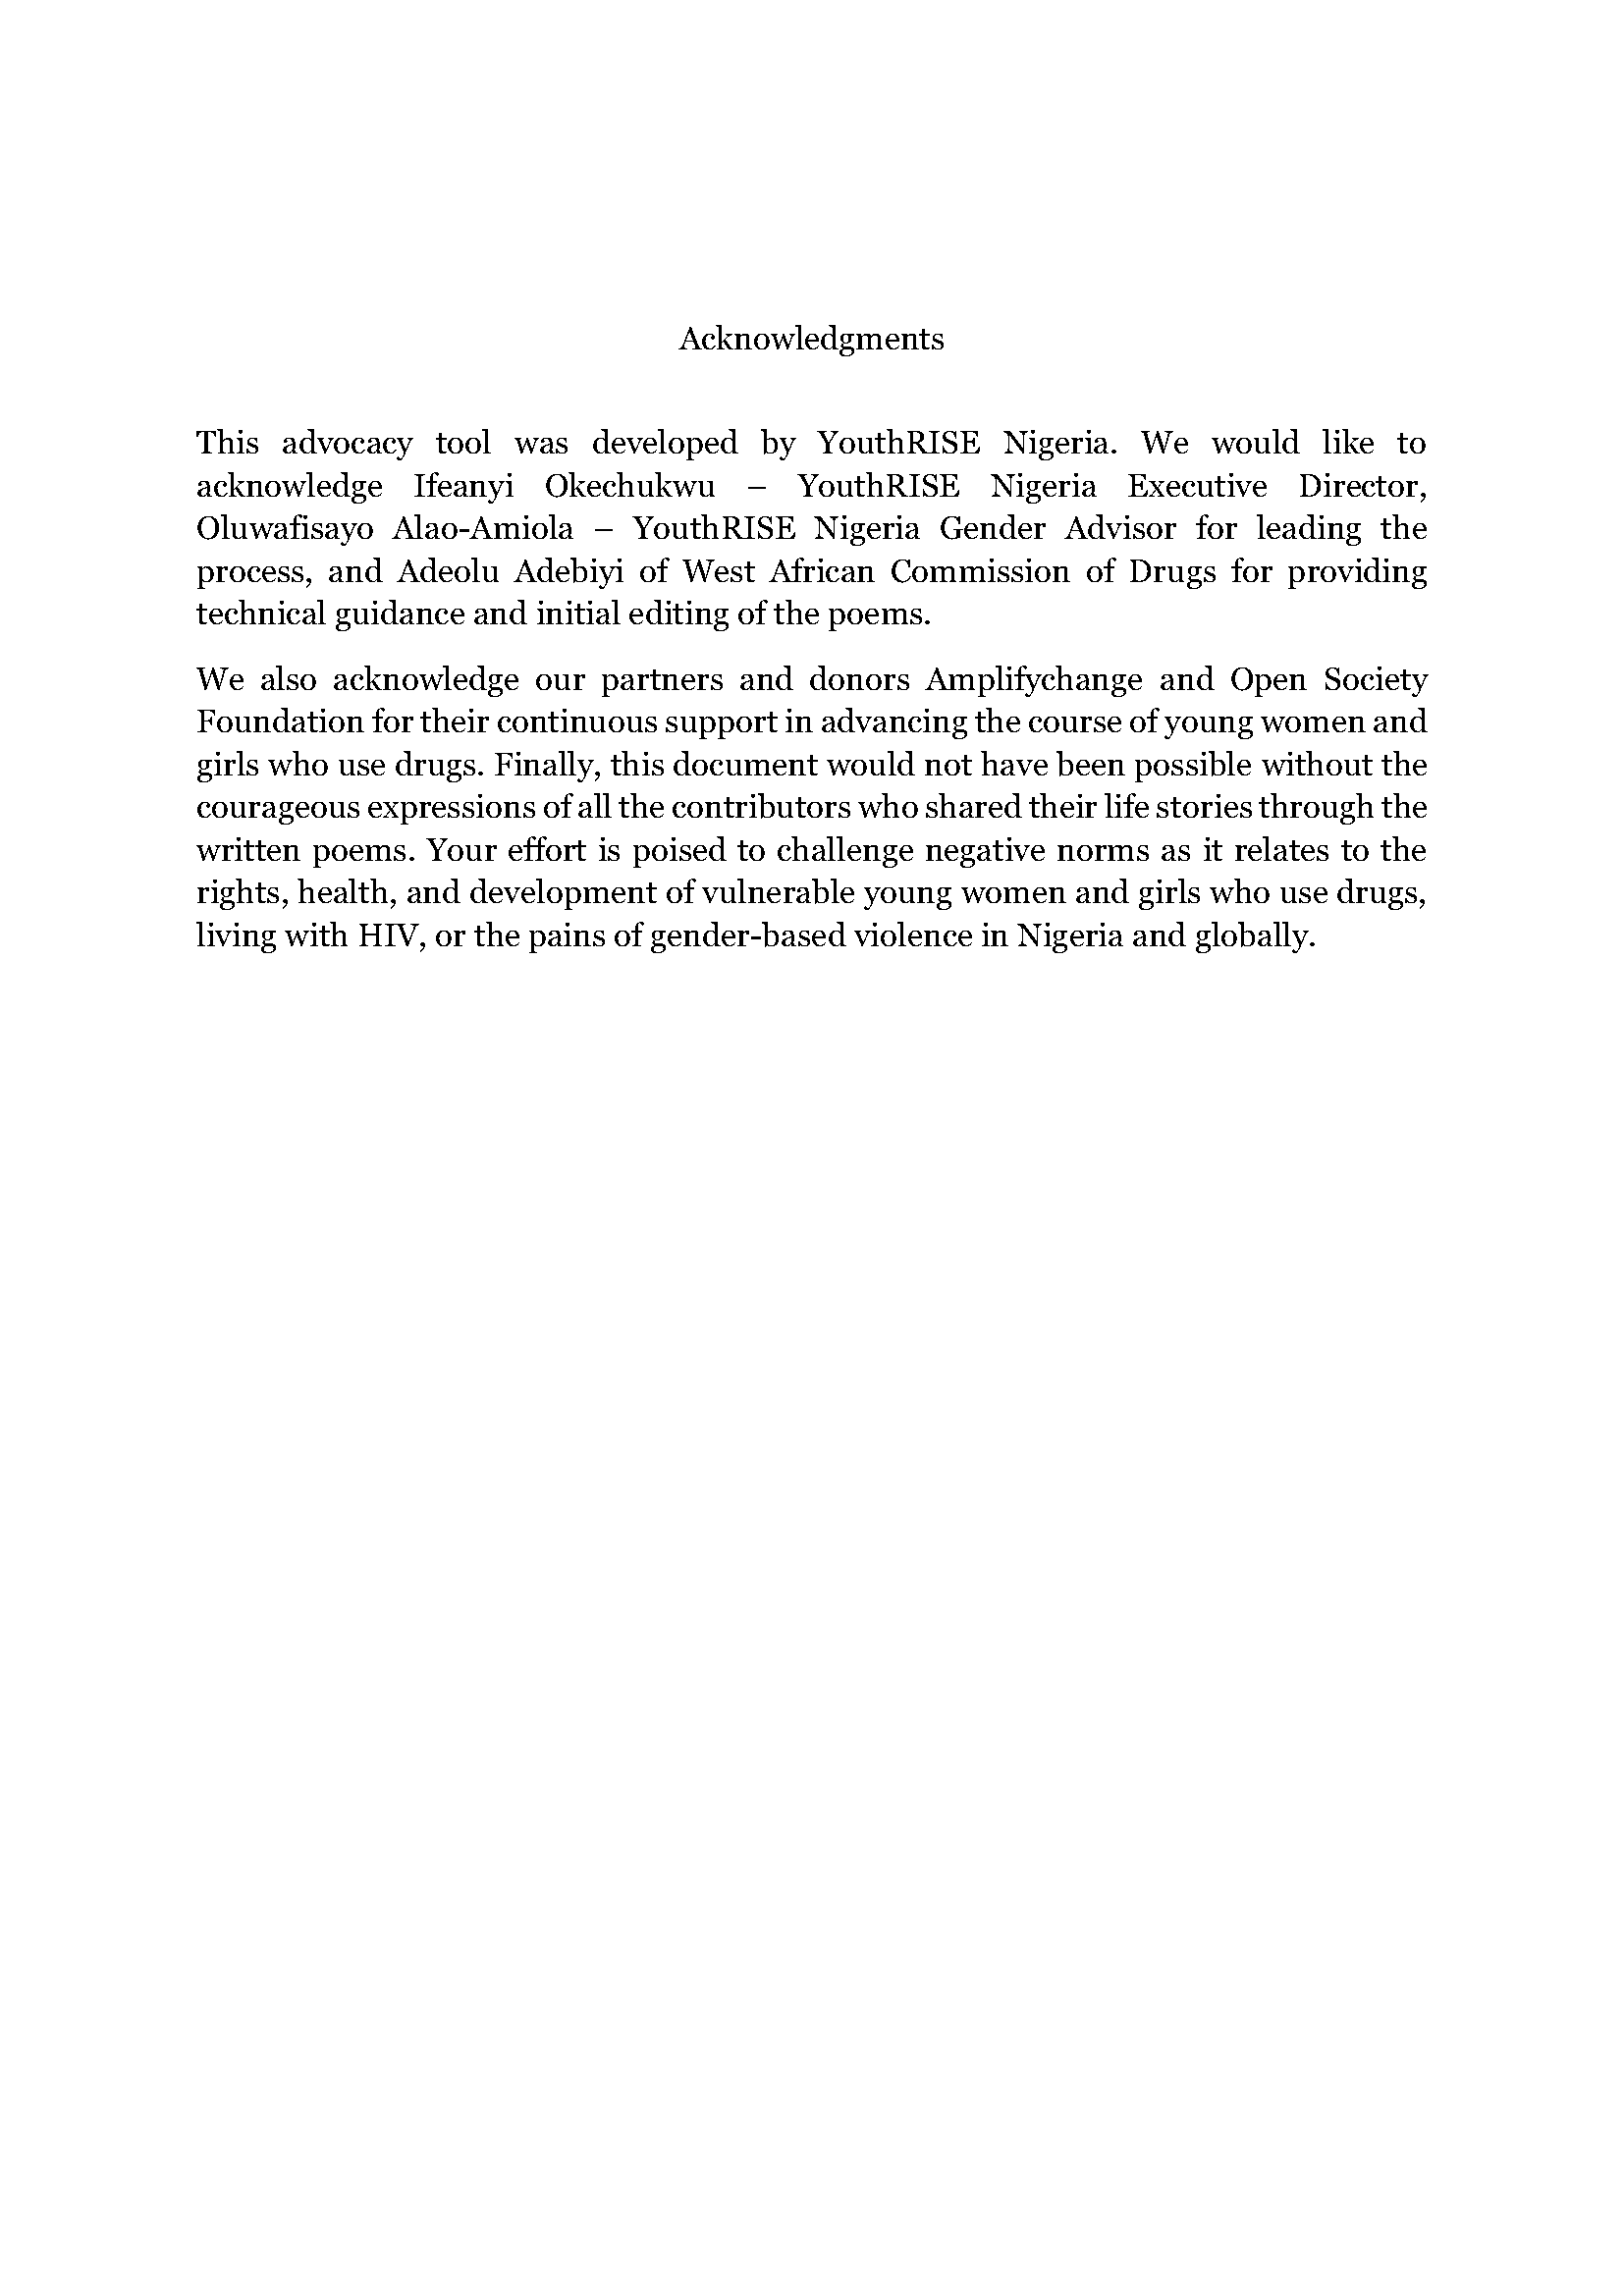 Acknowledgments
This advocacy tool was developed by YouthRISE Nigeria. We would like to
acknowledge Ifeanyi Okechukwu – YouthRISE Nigeria Executive Director,
Oluwafisayo Alao-Amiola – YouthRISE Nigeria Gender Advisor for leading the
process, and Adeolu Adebiyi of West African Commission of Drugs for providing
technical guidance and initial editing of the poems.
We also acknowledge our partners and donors Amplifychange and Open Society
Foundation for their continuous support in advancing the course of young women and
girls who use drugs. Finally, this document would not have been possible without the
courageous expressions of all the contributors who shared their life stories through the
written poems. Your effort is poised to challenge negative norms as it relates to the
rights, health, and development of vulnerable young women and girls who use drugs,
living with HIV, or the pains of gender-based violence in Nigeria and globally.